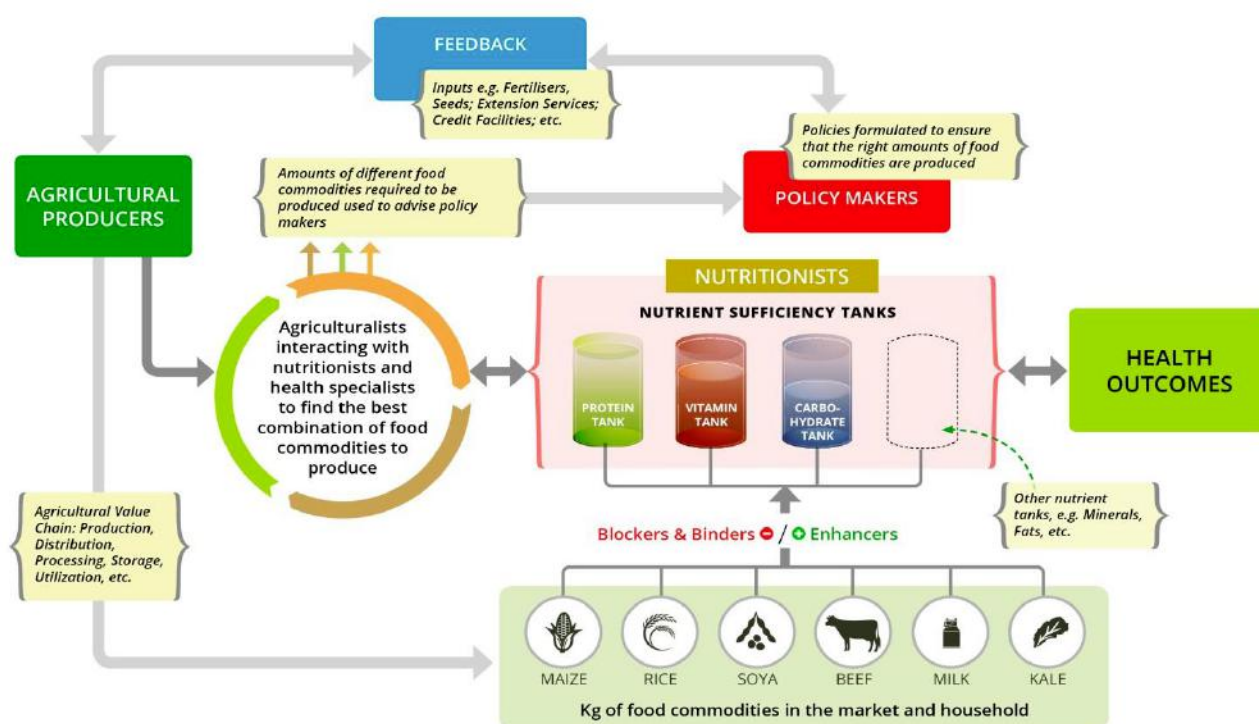 FEEDBACK
Inputs e.g. Fertilisers,
Seeds; Extension Services;
Credit Facilities; etc.
Policies formulated to ensure
that the right amounts of food
commodities are produced
AGRICULTURAL
PRODUCERS
Amounts of different food
commodities required to be
produced used to advise policy
makers
POLICY MAKERS
Agriculturalists
interacting with
nutritionists and
health specialists
to find the best
combination of food
commodities to
produce
NUTRITIONISTS
NUTRIENT SUFFICIENCY TANKS
PROTEIN
TANK
VITAMIN
TANK
CARBO-
HYDRATE
TANK
HEALTH
OUTCOMES
Other nutrient
tanks, e.g. Minerals,
Fats, etc.
Agricultural Value
Chain: Production,
Distribution,
Processing, Storage,
Utilization, etc.
Blockers & Binders / Enhancers
MAIZE RICE SOYA BEEF MILK KALE
Kg of food commodities in the market and household